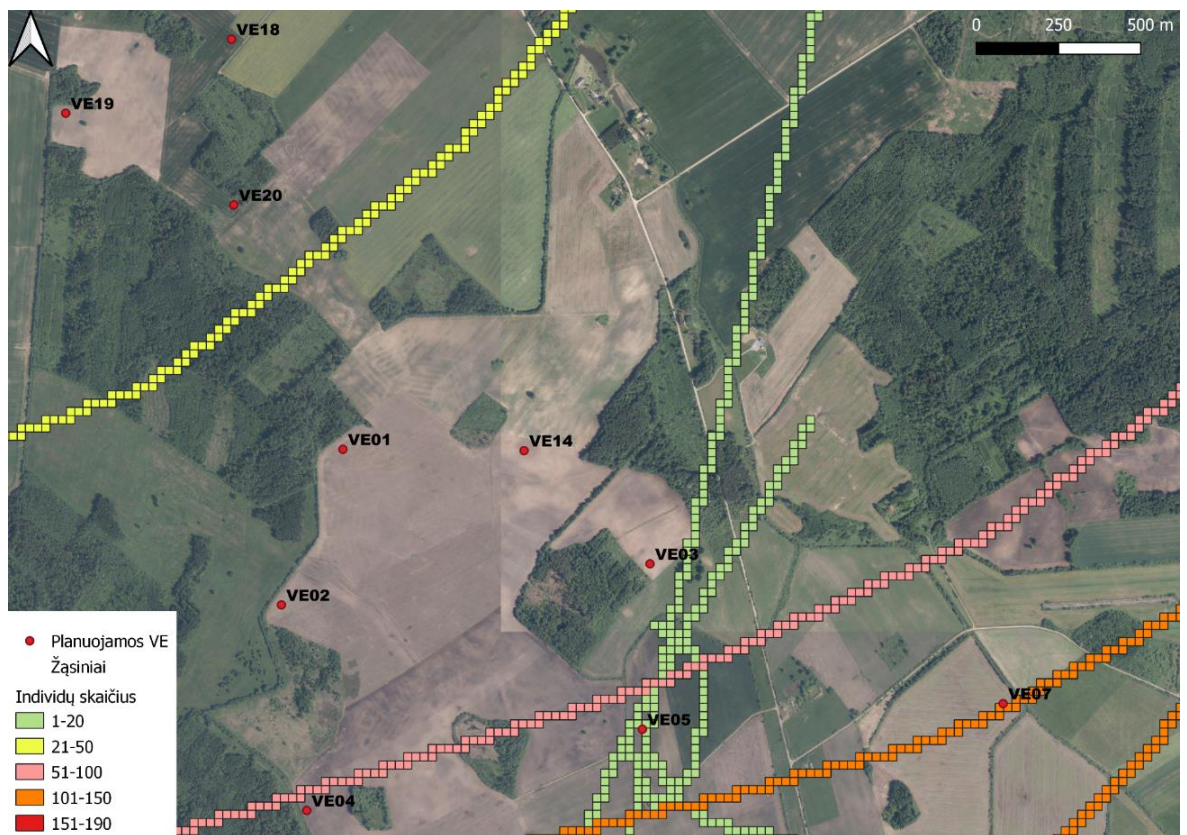 VE18
0 250 500 m
VE19
VE20
VE01
VE14
VE03
VE02
Planuojamos VE
Žąsiniai
Individų skaičius
1-20
21-50
51-100
101-150
151-190
VE07
VE05
VE04